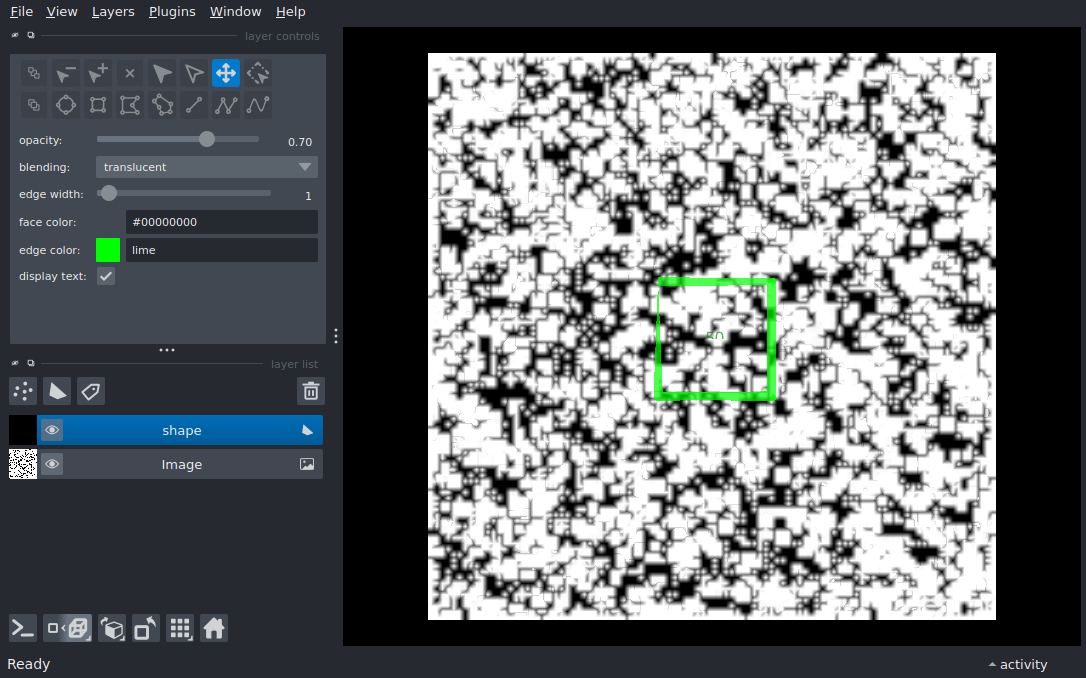 File View Layers Plugins Window Help
layer controls
opacity: 0.70
blending: translucent
edge width: 1
face color: #00000000
edge color: lime
display text:
layer list
shape
Image
Ready
activity